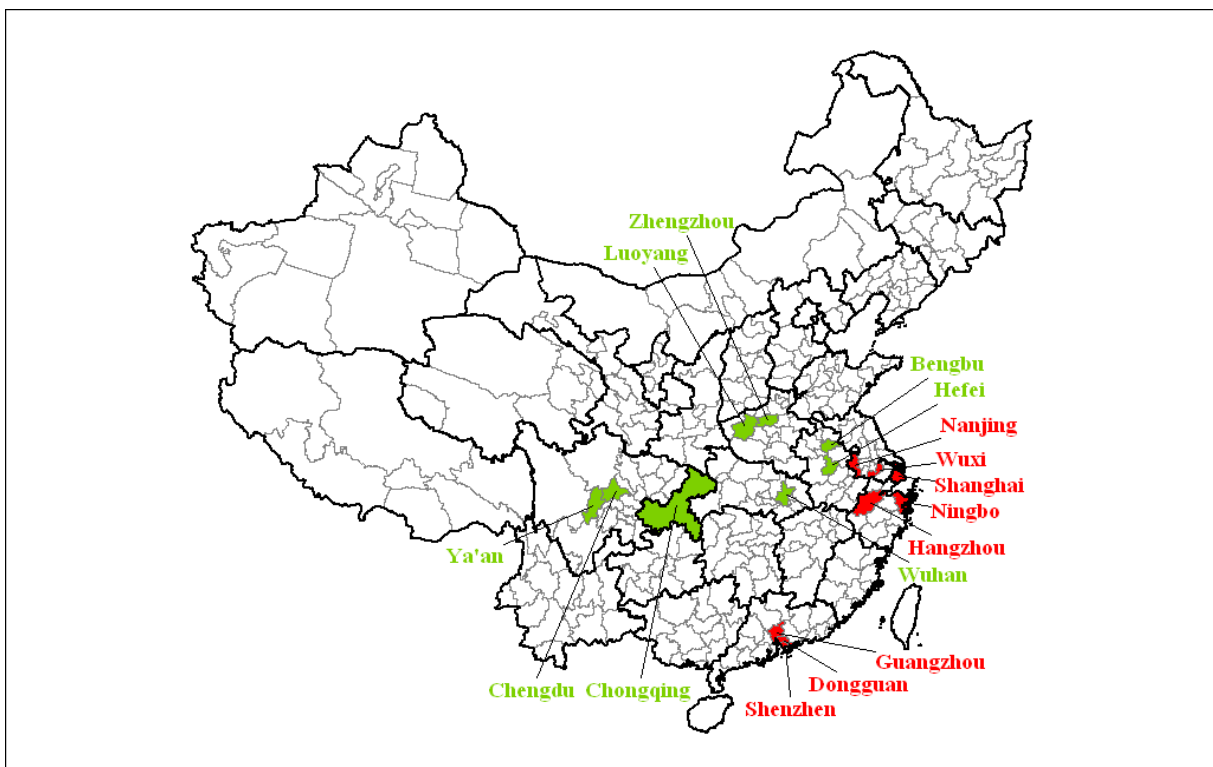 Zhengzhou
Luoyang
Bengbu
Hefei
Nanjing
Wuxi
Shanghai
Ningbo
Hangzhou
Ya'an
Wuhan
Guangzhou
Chengdu
Chongqing
Dongguan
Shenzhen